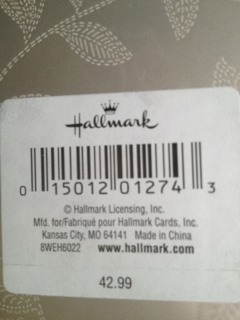 Hallmark
0 15012 01274 3
© Hallmark Licensing, Inc.
Mfd. for/Fabriqué pour Hallmark Cards, Inc.
Kansas City, MO 64141 Made in China
8WEH6022 www.hallmark.com
42.99